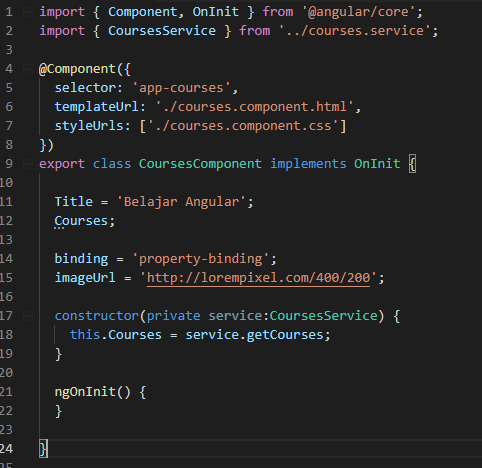 1 import { Component, OnInit } from '@angular/core';
2 import { CoursesService } from '../courses.service';
3
4 @Component({
5   selector: 'app-courses',
6   templateUrl: './courses.component.html',
7   styleUrls: ['./courses.component.css']
8 })
9 export class CoursesComponent implements OnInit {
10
11   Title = 'Belajar Angular';
12   Courses;
13
14   binding = 'property-binding';
15   imageUrl = 'http://lorempixel.com/400/200';
16
17   constructor(private service:CoursesService) {
18     this.Courses = service.getCourses;
19   }
20
21   ngOnInit() {
22   }
23
24 }
25